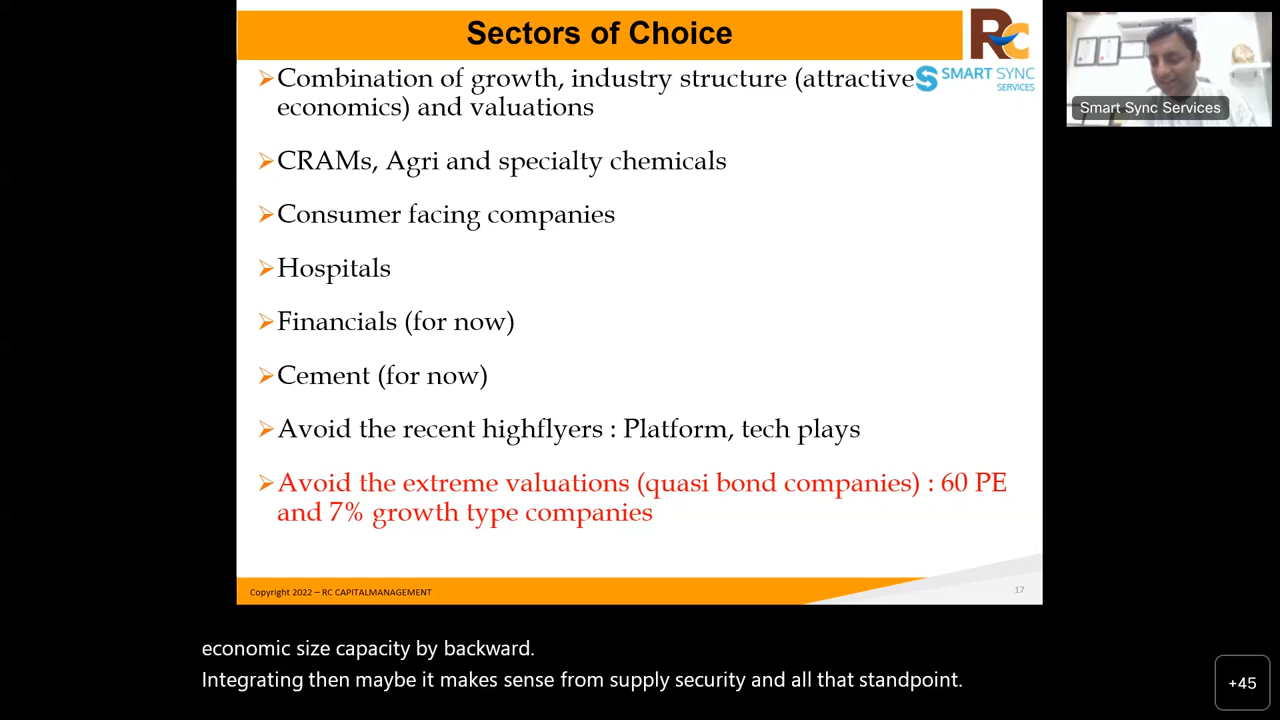 Sectors of Choice
RC
SMART SYNC
SERVICES
Smart Sync Services
➢Combination of growth, industry structure (attractive
economics) and valuations
➢CRAMs, Agri and specialty chemicals
➢Consumer facing companies
➢Hospitals
➢Financials (for now)
➢Cement (for now)
➢Avoid the recent highflyers : Platform, tech plays
➢Avoid the extreme valuations (quasi bond companies) : 60 PE
and 7% growth type companies
Copyright 2022 – RC CAPITALMANAGEMENT
17
economic size capacity by backward.
Integrating then maybe it makes sense from supply security and all that standpoint.
+45